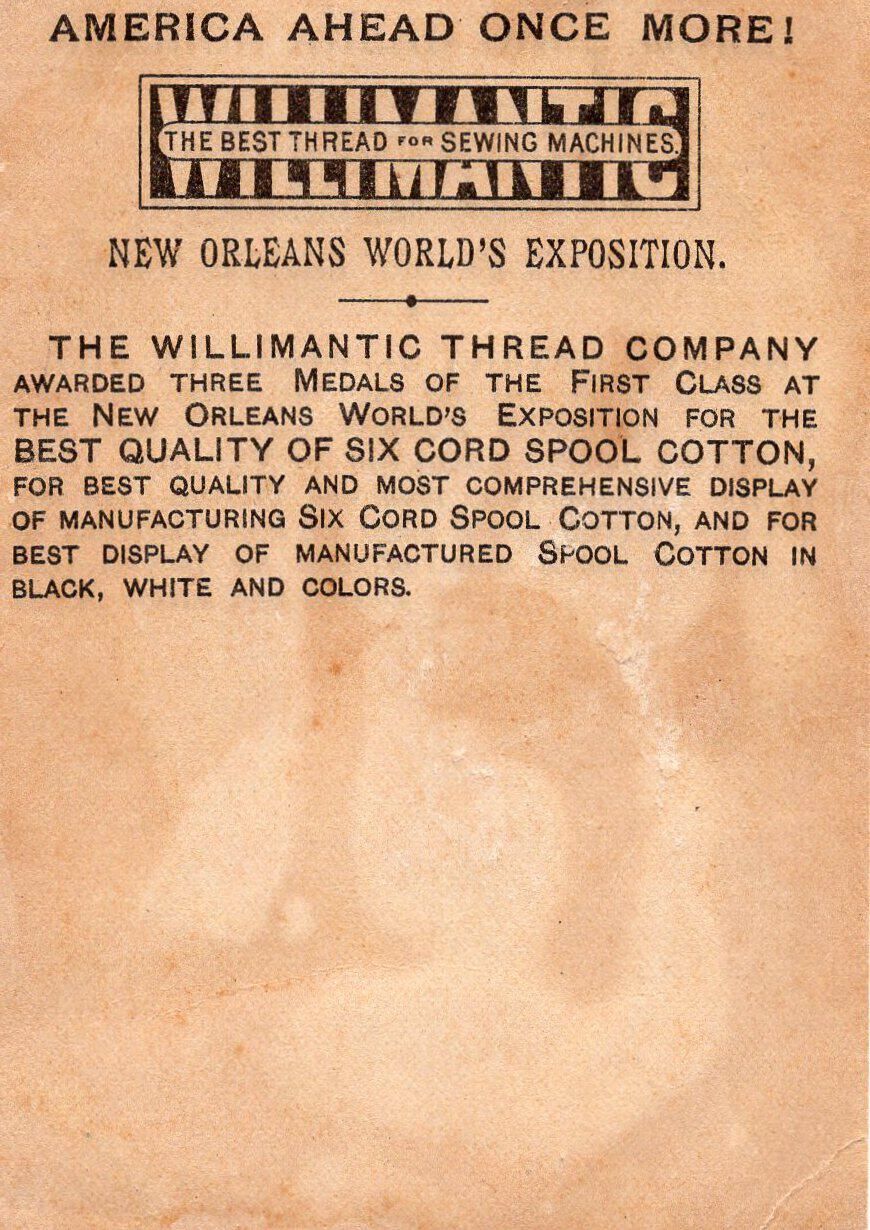 AMERICA AHEAD ONCE MORE!
WILLIMANTIC
THE BEST THREAD FOR SEWING MACHINES.
NEW ORLEANS WORLD'S EXPOSITION.
THE WILLIMANTIC THREAD COMPANY
AWARDED THREE MEDALS OF THE FIRST CLASS AT
THE NEW ORLEANS WORLD'S EXPOSITION FOR THE
BEST QUALITY OF SIX CORD SPOOL COTTON,
FOR BEST QUALITY AND MOST COMPREHENSIVE DISPLAY
OF MANUFACTURING SIX CORD SPOOL COTTON, AND FOR
BEST DISPLAY OF MANUFACTURED SPOOL COTTON IN
BLACK, WHITE AND COLORS.